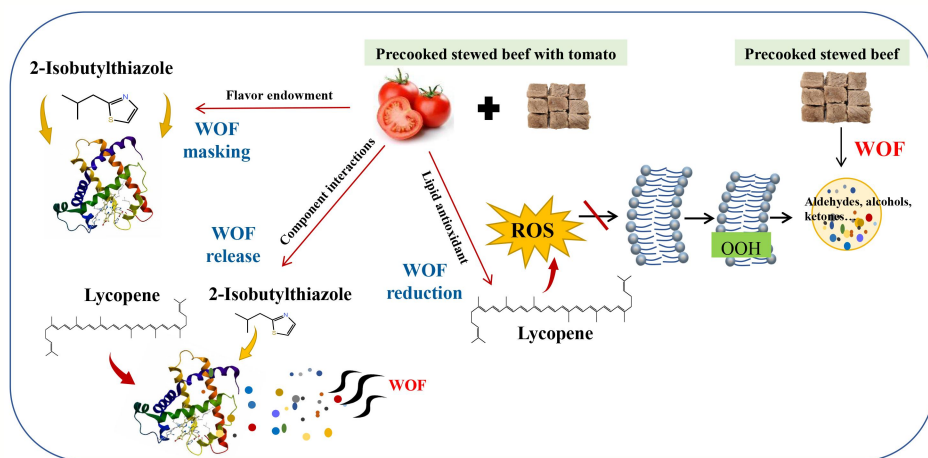 Precooked stewed beef with tomato
Precooked stewed beef
2-Isobutylthiazole
N
S
Flavor endowment
WOF
masking
WOF
Component interactions
Lipid antioxidant
ROS
Aldehydes, alcohols,
ketones…
OOH
WOF
release
WOF
reduction
Lycopene
2-Isobutylthiazole
N
S
Lycopene
WOF